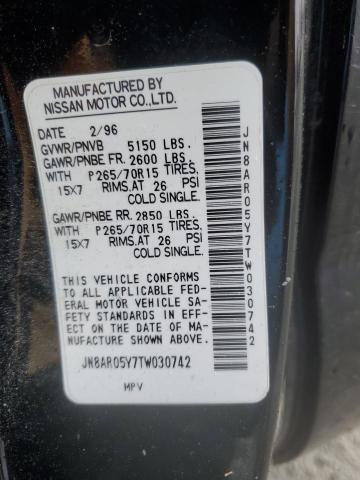 MANUFACTURED BY
NISSAN MOTOR CO.,LTD.
DATE 2/96
GVWR/PNVB 5150 LBS.
GAWR/PNBE FR. 2600 LBS.
WITH P265/70R15 TIRES.
15X7 RIMS.AT 26 PSI
COLD SINGLE.
GAWR/PNBE RR. 2850 LBS.
WITH P265/70R15 TIRES.
15X7 RIMS.AT 26 PSI
COLD SINGLE.
THIS VEHICLE CONFORMS
TO ALL APPLICABLE FED-
ERAL MOTOR VEHICLE SA-
FETY STANDARDS IN EFFEC-
T ON THE DATE OF MA-
NUFACTURE SHOWN ABOVE.
JN8AR05Y7TW030742
MPV
JN8AR05Y7TW030742